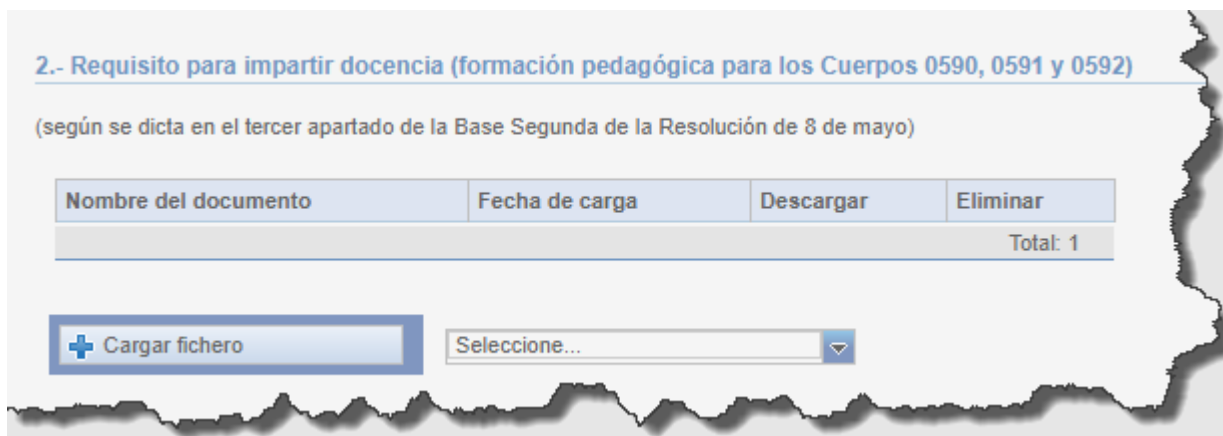 2.- Requisito para impartir docencia (formación pedagógica para los Cuerpos 0590, 0591 y 0592)
(según se dicta en el tercer apartado de la Base Segunda de la Resolución de 8 de mayo)
Nombre del documento Fecha de carga Descargar Eliminar
Total: 1
Cargar fichero Seleccione...